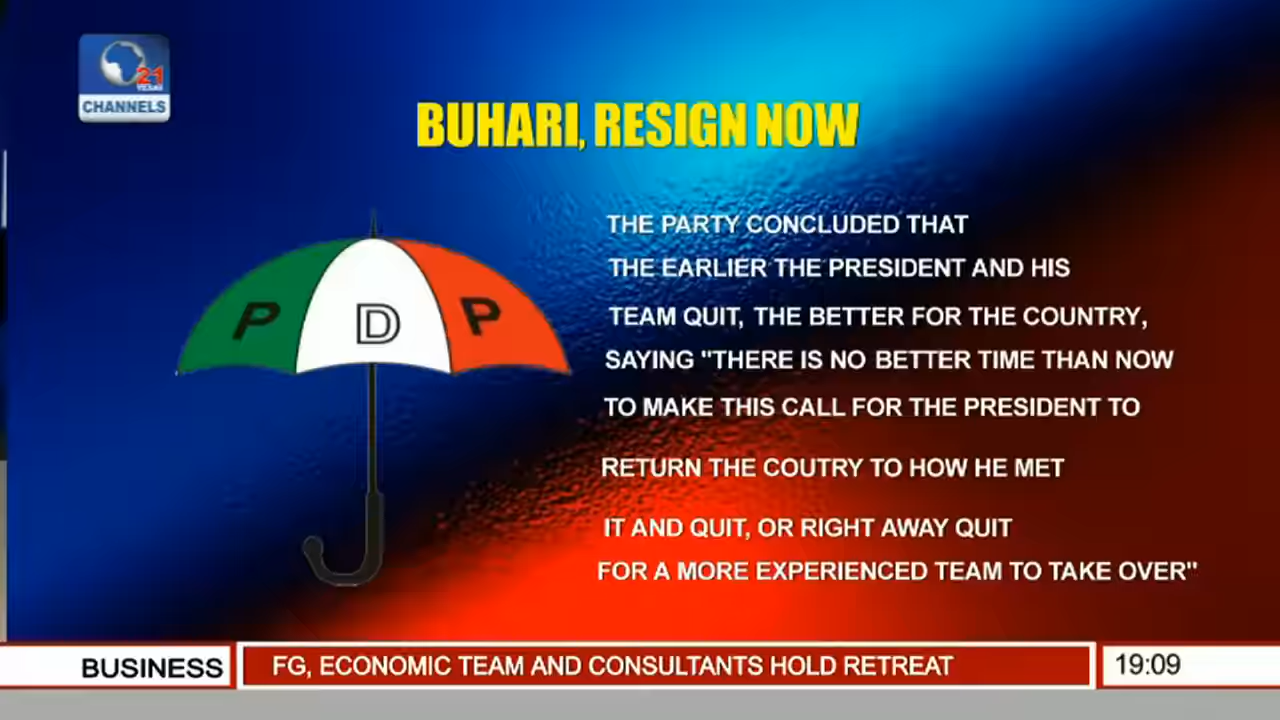 21
YEARS
CHANNELS
BUHARI, RESIGN NOW
P D P
THE PARTY CONCLUDED THAT
THE EARLIER THE PRESIDENT AND HIS
TEAM QUIT, THE BETTER FOR THE COUNTRY,
SAYING "THERE IS NO BETTER TIME THAN NOW
TO MAKE THIS CALL FOR THE PRESIDENT TO
RETURN THE COUTRY TO HOW HE MET
IT AND QUIT, OR RIGHT AWAY QUIT
FOR A MORE EXPERIENCED TEAM TO TAKE OVER"
BUSINESS
FG, ECONOMIC TEAM AND CONSULTANTS HOLD RETREAT
19:09